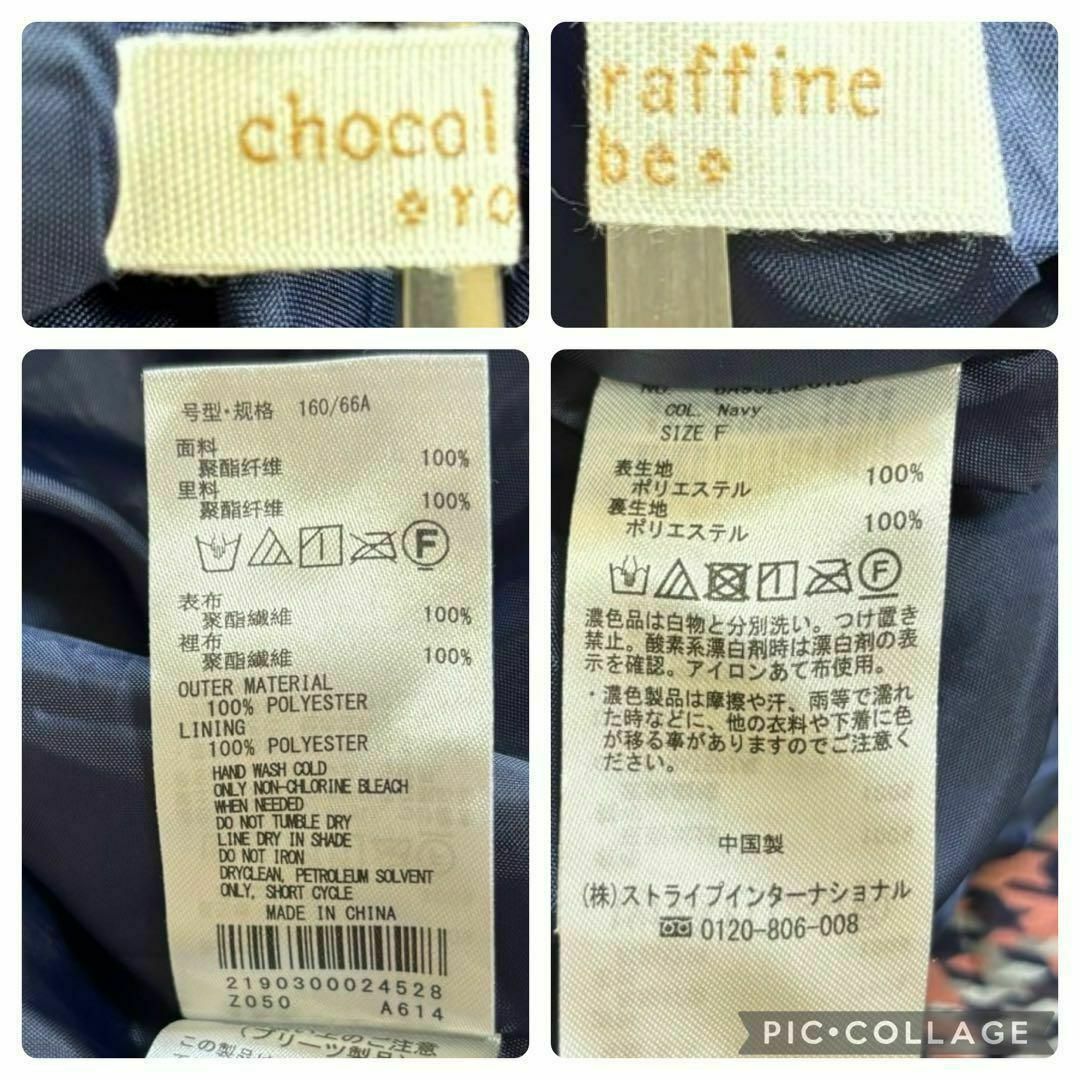 chocol
ro
raffine
be
号型・规格 160/66A
面料
聚酯纤维 100%
里料
聚酯纤维 100%
F
表布
聚酯纖維 100%
裡布
聚酯纖維 100%
OUTER MATERIAL
100% POLYESTER
LINING
100% POLYESTER
HAND WASH COLD
ONLY NON-CHLORINE BLEACH
WHEN NEEDED
DO NOT TUMBLE DRY
LINE DRY IN SHADE
DO NOT IRON
DRYCLEAN, PETROLEUM SOLVENT
ONLY, SHORT CYCLE
MADE IN CHINA
2190300024528
Z050 A614
(プリーツ製品)
この製品は
COL. Navy
SIZE F
表生地
ポリエステル 100%
裏生地
ポリエステル 100%
F
濃色品は白物と分別洗い。つけ置き
禁止。酸素系漂白剤時は漂白剤の表
示を確認。アイロンあて布使用。
・濃色製品は摩擦や汗、雨等で濡れ
た時などに、他の衣料や下着に色
が移る事がありますのでご注意く
ださい。
中国製
(株)ストライプインターナショナル
0120-806-008
PIC•COLLAGE